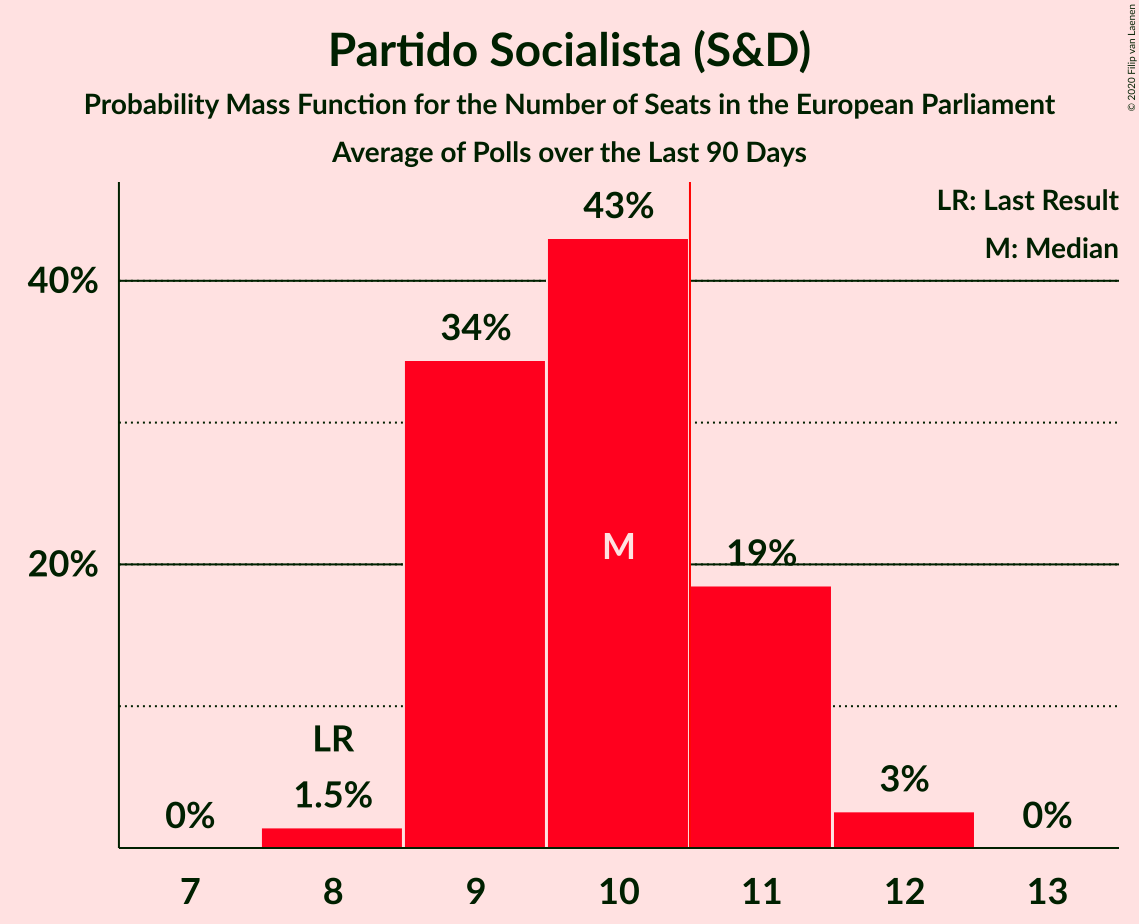 Partido Socialista (S&D)
Probability Mass Function for the Number of Seats in the European Parliament
Average of Polls over the Last 90 Days
© 2020 Filip van Laenen
LR: Last Result
M: Median
43%
40%
34%
M
19%
20%
LR
1.5%
3%
0%
0%
7 8 9 10 11 12 13